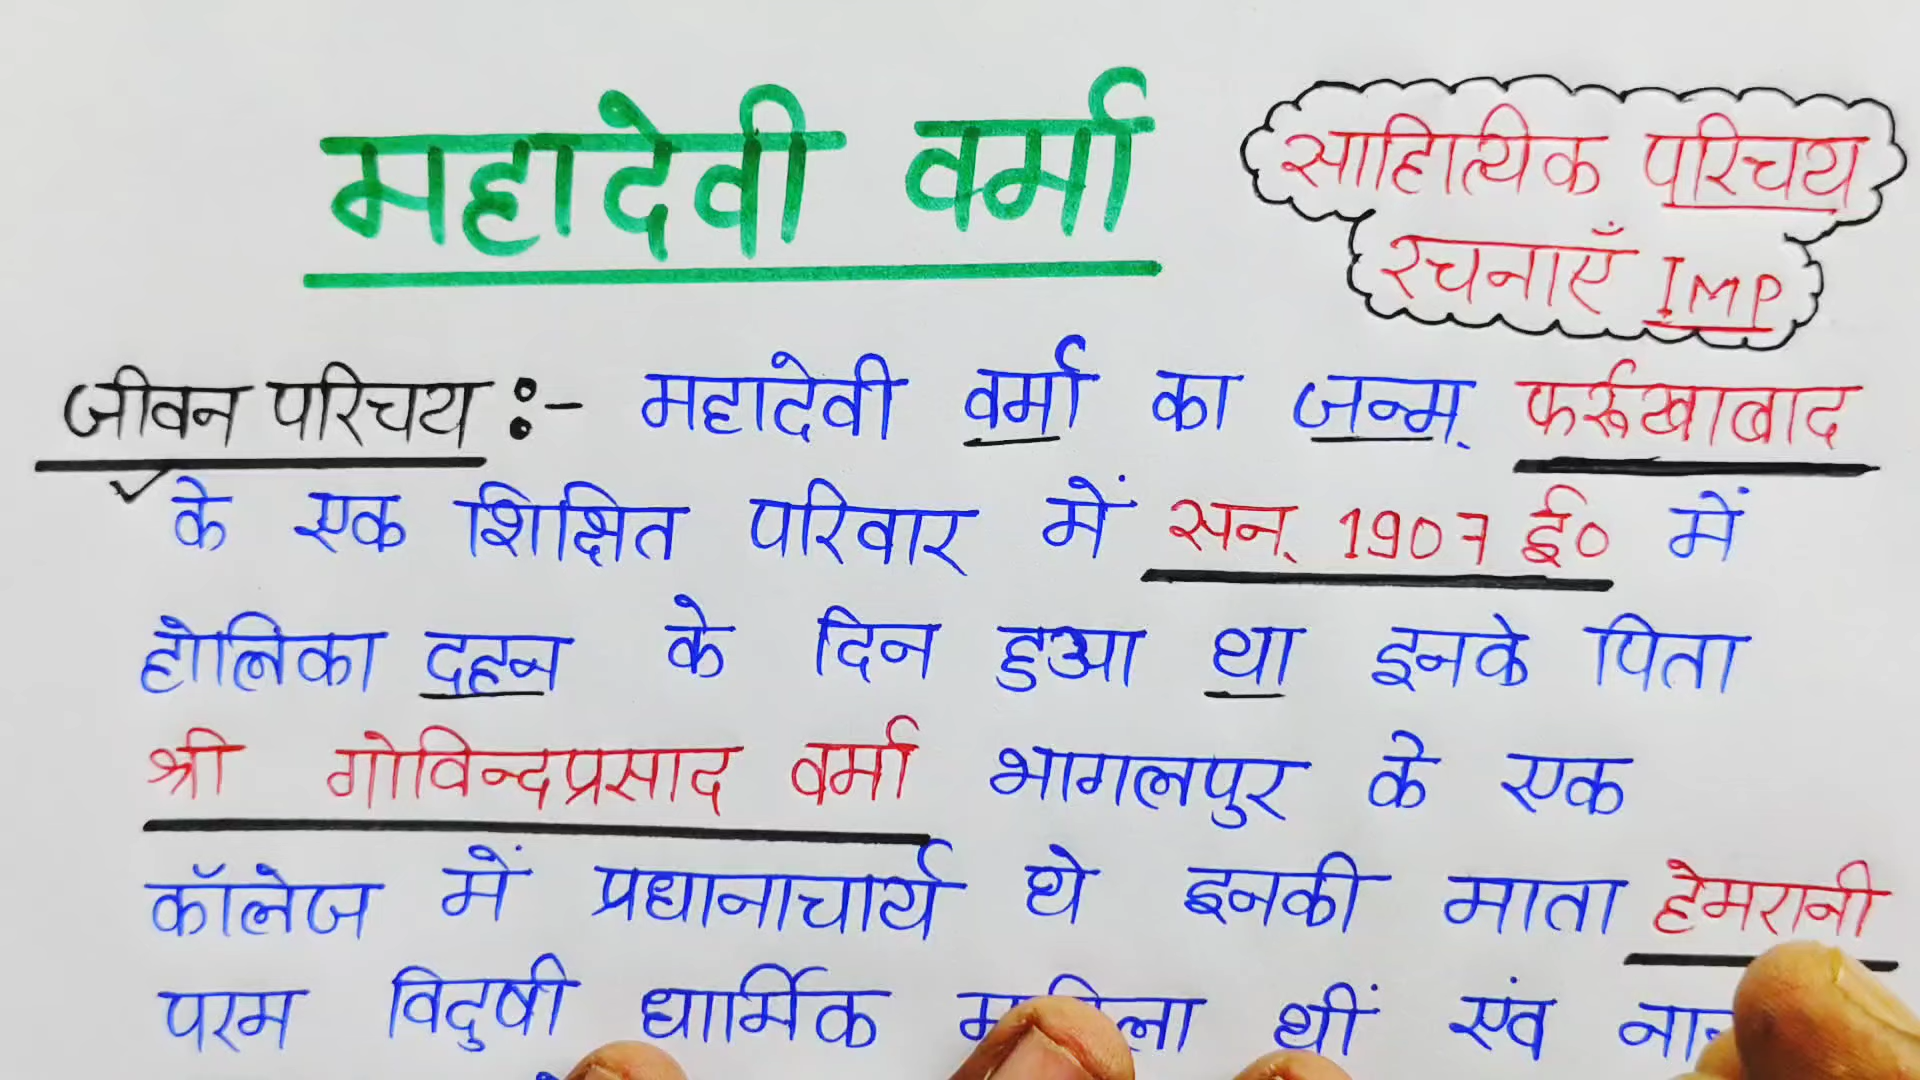 महादेवी वर्मा
साहित्यिक परिचय
रचनाएँ IMP
जीवन परिचय :- महादेवी वर्मा का जन्म फर्रूखाबाद
के एक शिक्षित परिवार में सन् 1907 ई० में
होलिका दहन के दिन हुआ था इनके पिता
श्री गोविन्दप्रसाद वर्मा भागलपुर के एक
कॉलेज में प्रधानाचार्य थे इनकी माता हेमरानी
परम विदुषी धार्मिक थीं एंव